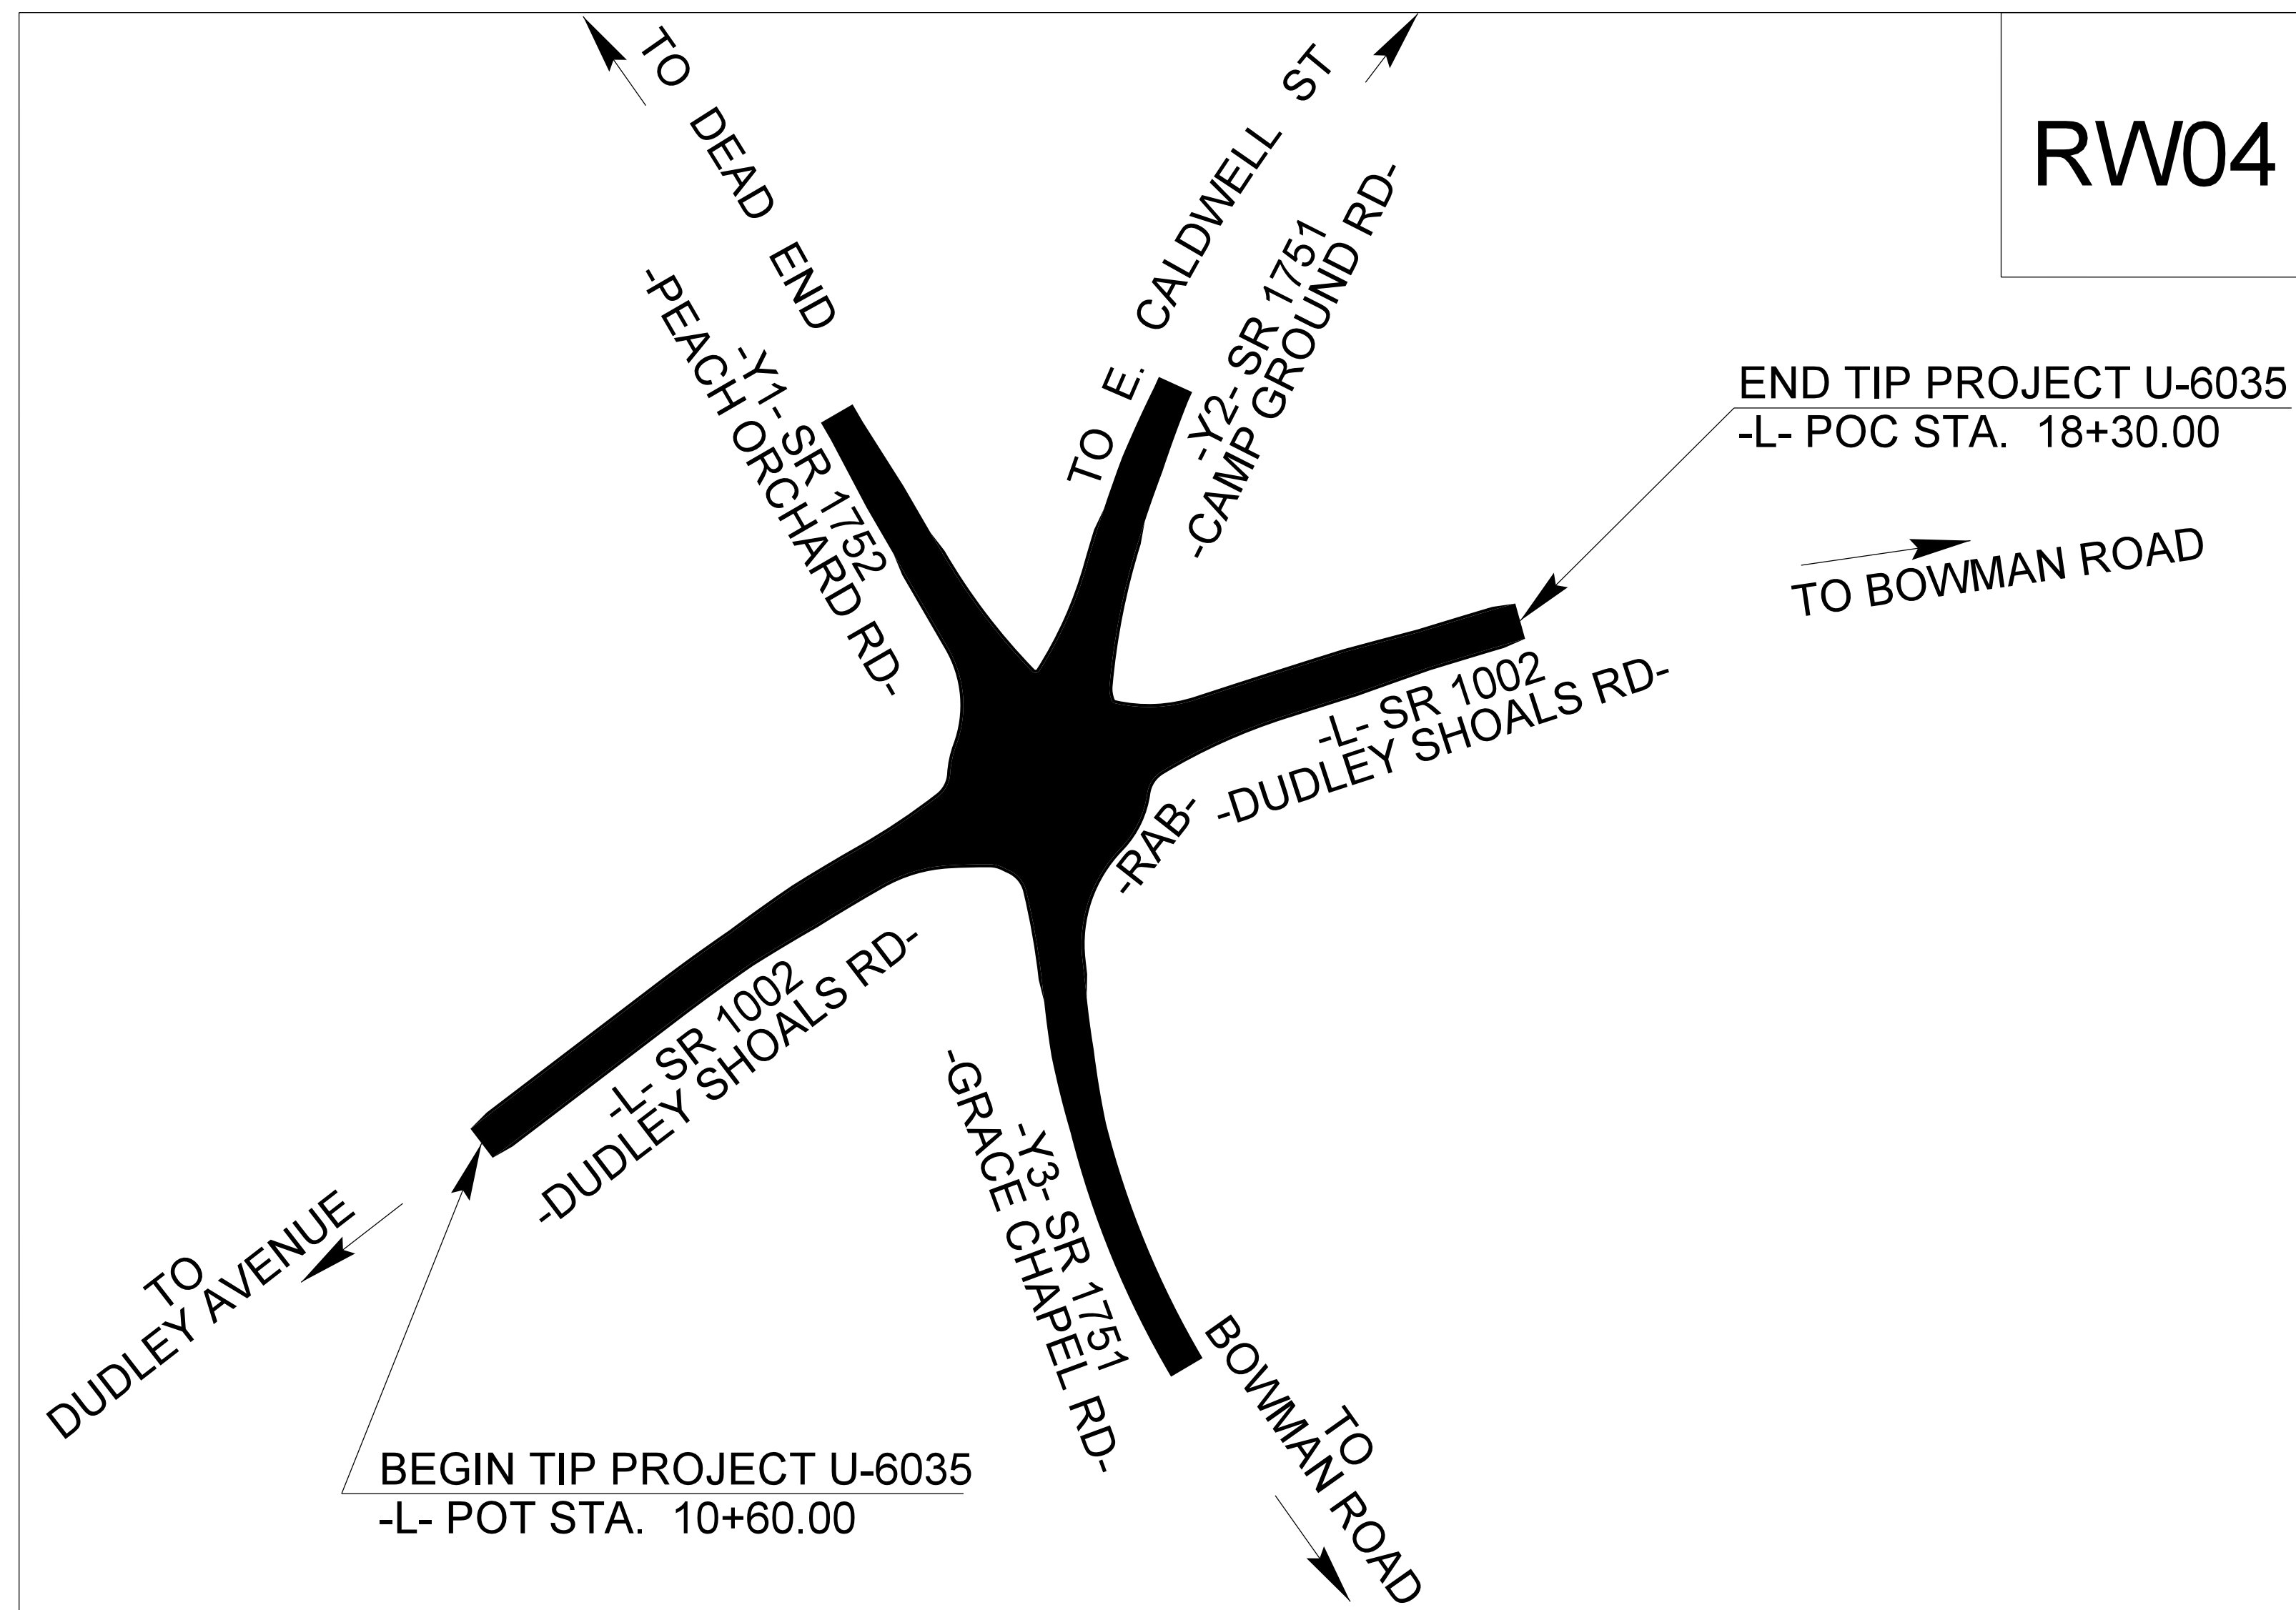 TO DEAD END
TO E. CALDWELL ST
RW04
-Y1- SR 1752
-PEACH ORCHARD RD-
-Y2- SR 1751
-CAMP GROUND RD-
END TIP PROJECT U-6035
-L- POC STA. 18+30.00
TO BOWMAN ROAD
-L- SR 1002
-DUDLEY SHOALS RD-
-RAB-
-L- SR 1002
-DUDLEY SHOALS RD-
-Y3- SR 1751
-GRACE CHAPEL RD-
TO
DUDLEY AVENUE
TO
BOWMAN ROAD
BEGIN TIP PROJECT U-6035
-L- POT STA. 10+60.00